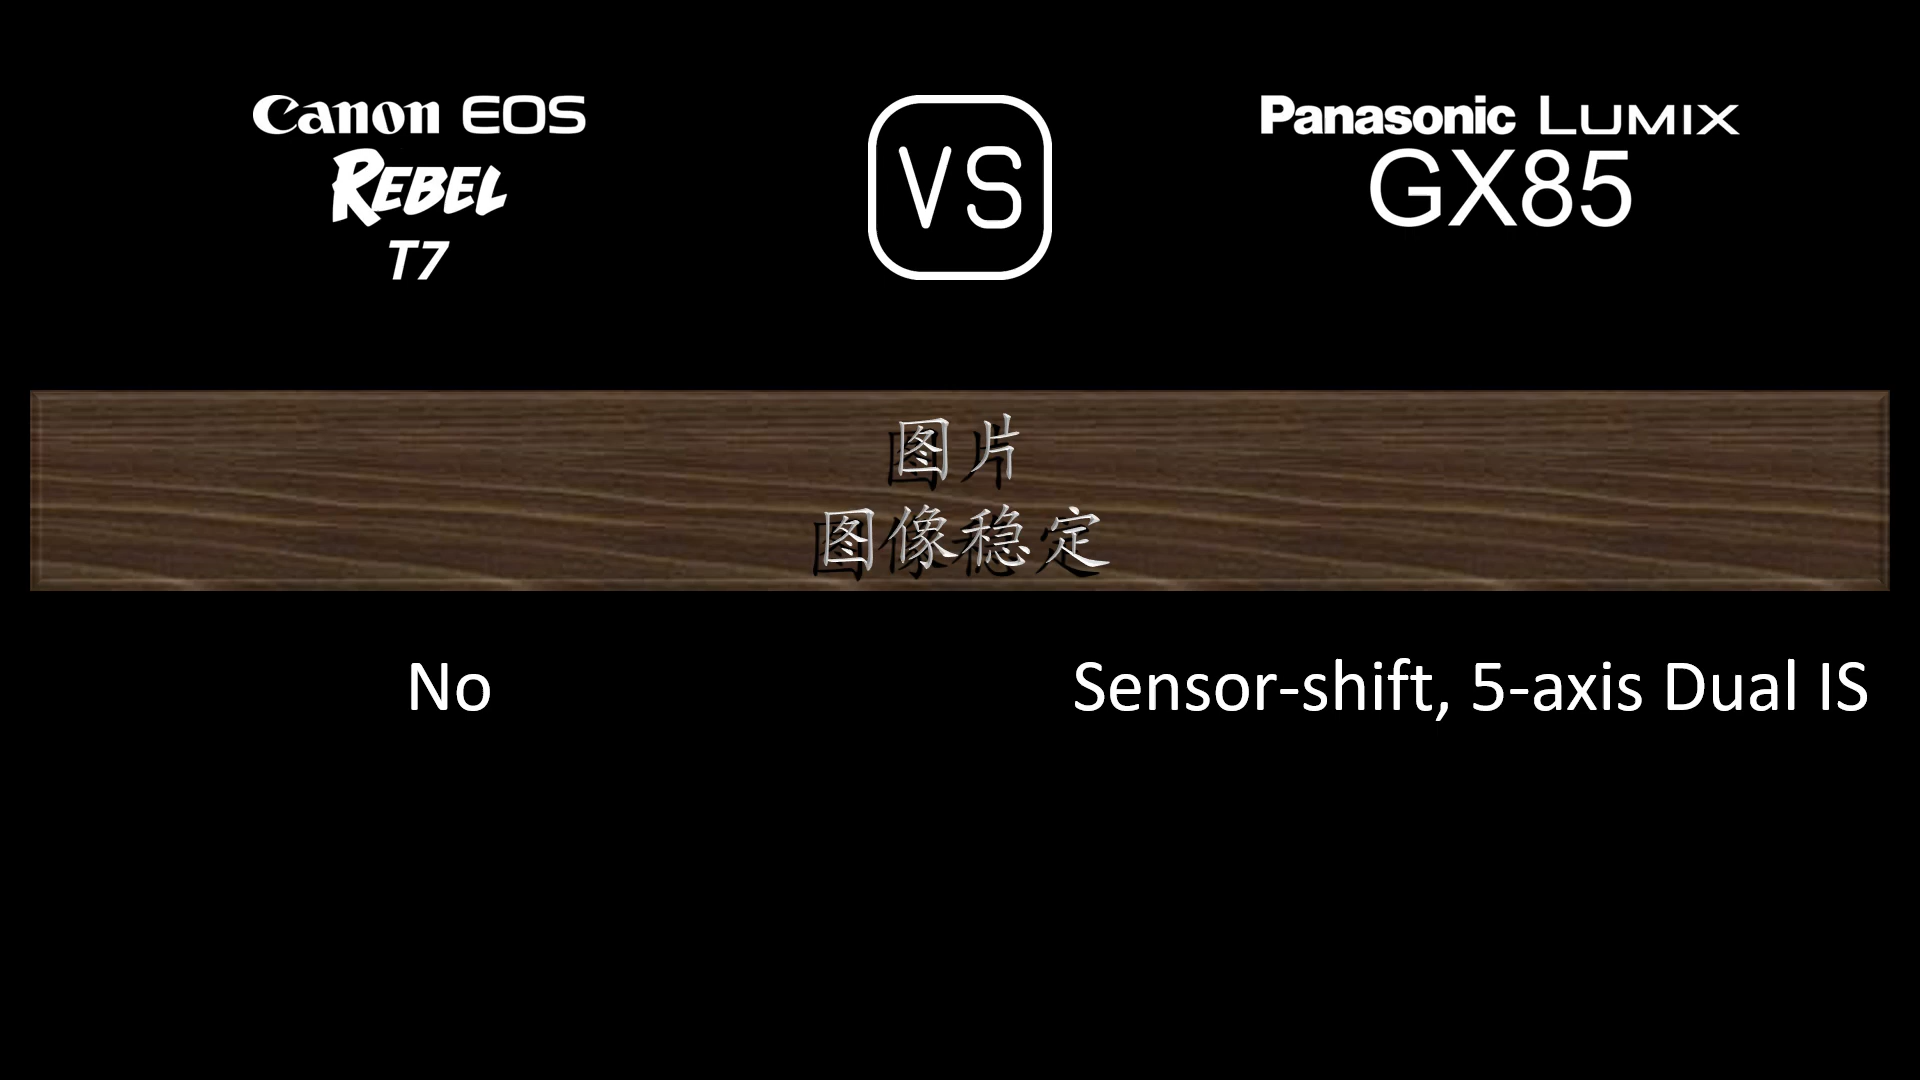 Canon EOS
REBEL
T7
VS
Panasonic LUMIX
GX85
图片
图像稳定
No
Sensor-shift, 5-axis Dual IS